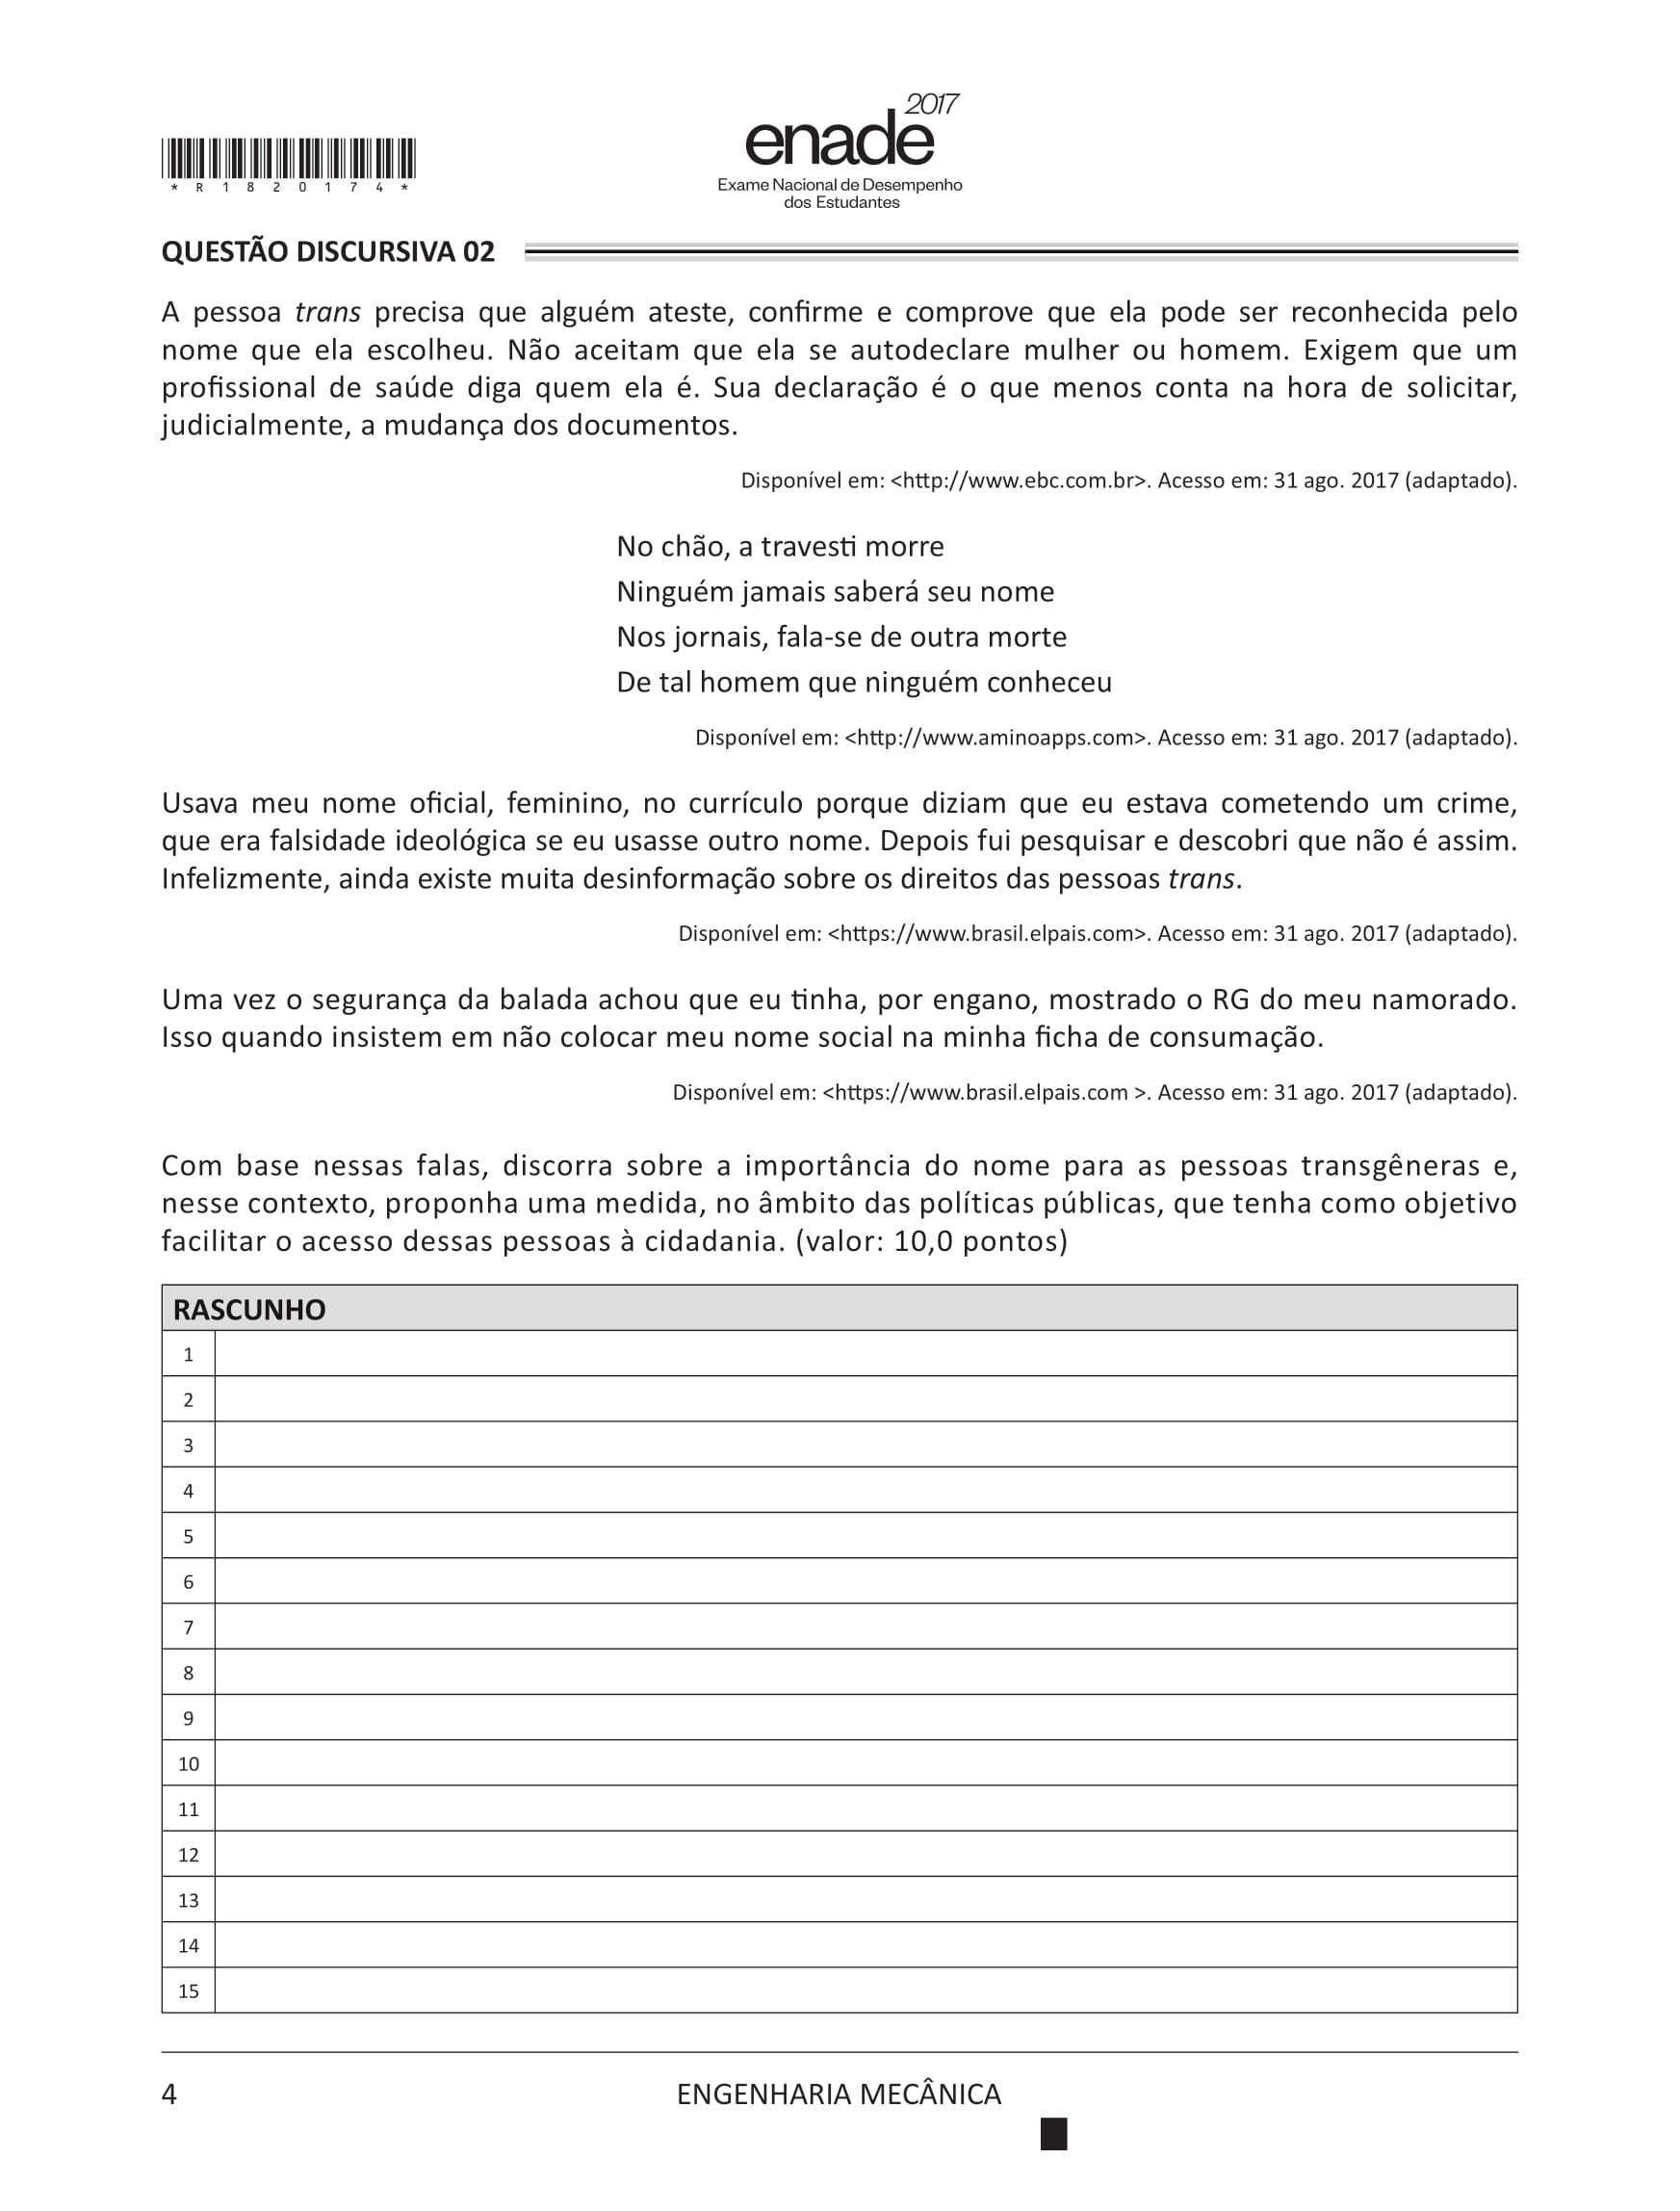 2017
enade
Exame Nacional de Desempenho
dos Estudantes
*R1820174*
QUESTÃO DISCURSIVA 02
A pessoa trans precisa que alguém ateste, confirme e comprove que ela pode ser reconhecida pelo
nome que ela escolheu. Não aceitam que ela se autodeclare mulher ou homem. Exigem que um
profissional de saúde diga quem ela é. Sua declaração é o que menos conta na hora de solicitar,
judicialmente, a mudança dos documentos.
Disponível em: <http://www.ebc.com.br>. Acesso em: 31 ago. 2017 (adaptado).
No chão, a travesti morre
Ninguém jamais saberá seu nome
Nos jornais, fala-se de outra morte
De tal homem que ninguém conheceu
Disponível em: <http://www.aminoapps.com>. Acesso em: 31 ago. 2017 (adaptado).
Usava meu nome oficial, feminino, no currículo porque diziam que eu estava cometendo um crime,
que era falsidade ideológica se eu usasse outro nome. Depois fui pesquisar e descobri que não é assim.
Infelizmente, ainda existe muita desinformação sobre os direitos das pessoas trans.
Disponível em: <https://www.brasil.elpais.com>. Acesso em: 31 ago. 2017 (adaptado).
Uma vez o segurança da balada achou que eu tinha, por engano, mostrado o RG do meu namorado.
Isso quando insistem em não colocar meu nome social na minha ficha de consumação.
Disponível em: <https://www.brasil.elpais.com >. Acesso em: 31 ago. 2017 (adaptado).
Com base nessas falas, discorra sobre a importância do nome para as pessoas transgêneras e,
nesse contexto, proponha uma medida, no âmbito das políticas públicas, que tenha como objetivo
facilitar o acesso dessas pessoas à cidadania. (valor: 10,0 pontos)
RASCUNHO
1
2
3
4
5
6
7
8
9
10
11
12
13
14
15
4
ENGENHARIA MECÂNICA